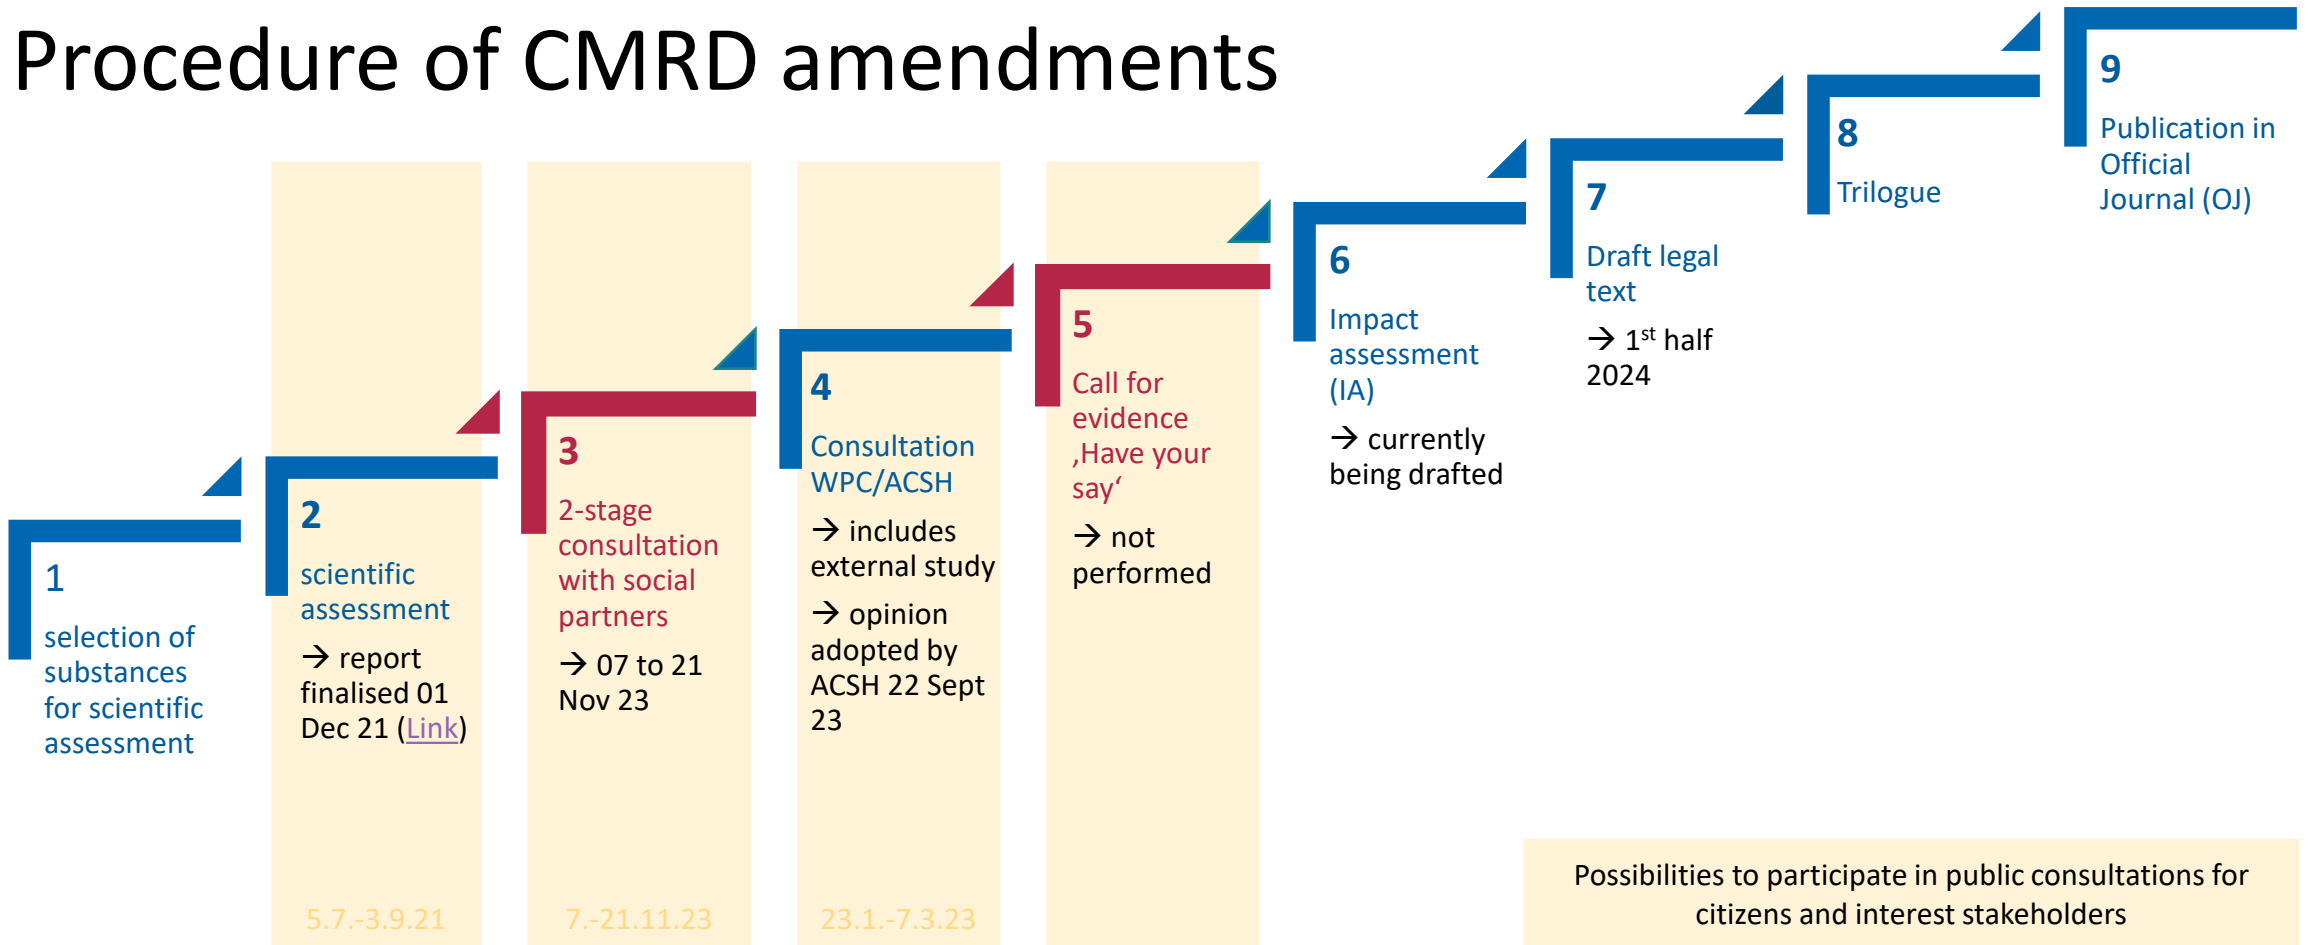 Procedure of CMRD amendments
1
selection of
substances
for scientific
assessment
2
scientific
assessment
→ report
finalised 01
Dec 21 (Link)
5.7.-3.9.21
3
2-stage
consultation
with social
partners
→ 07 to 21
Nov 23
7.-21.11.23
4
Consultation
WPC/ACSH
→ includes
external study
→ opinion
adopted by
ACSH 22 Sept
23
23.1.-7.3.23
5
Call for
evidence
‚Have your
say‘
→ not
performed
6
Impact
assessment
(IA)
→ currently
being drafted
7
Draft legal
text
→ 1st half
2024
8
Trilogue
9
Publication in
Official
Journal (OJ)
Possibilities to participate in public consultations for
citizens and interest stakeholders